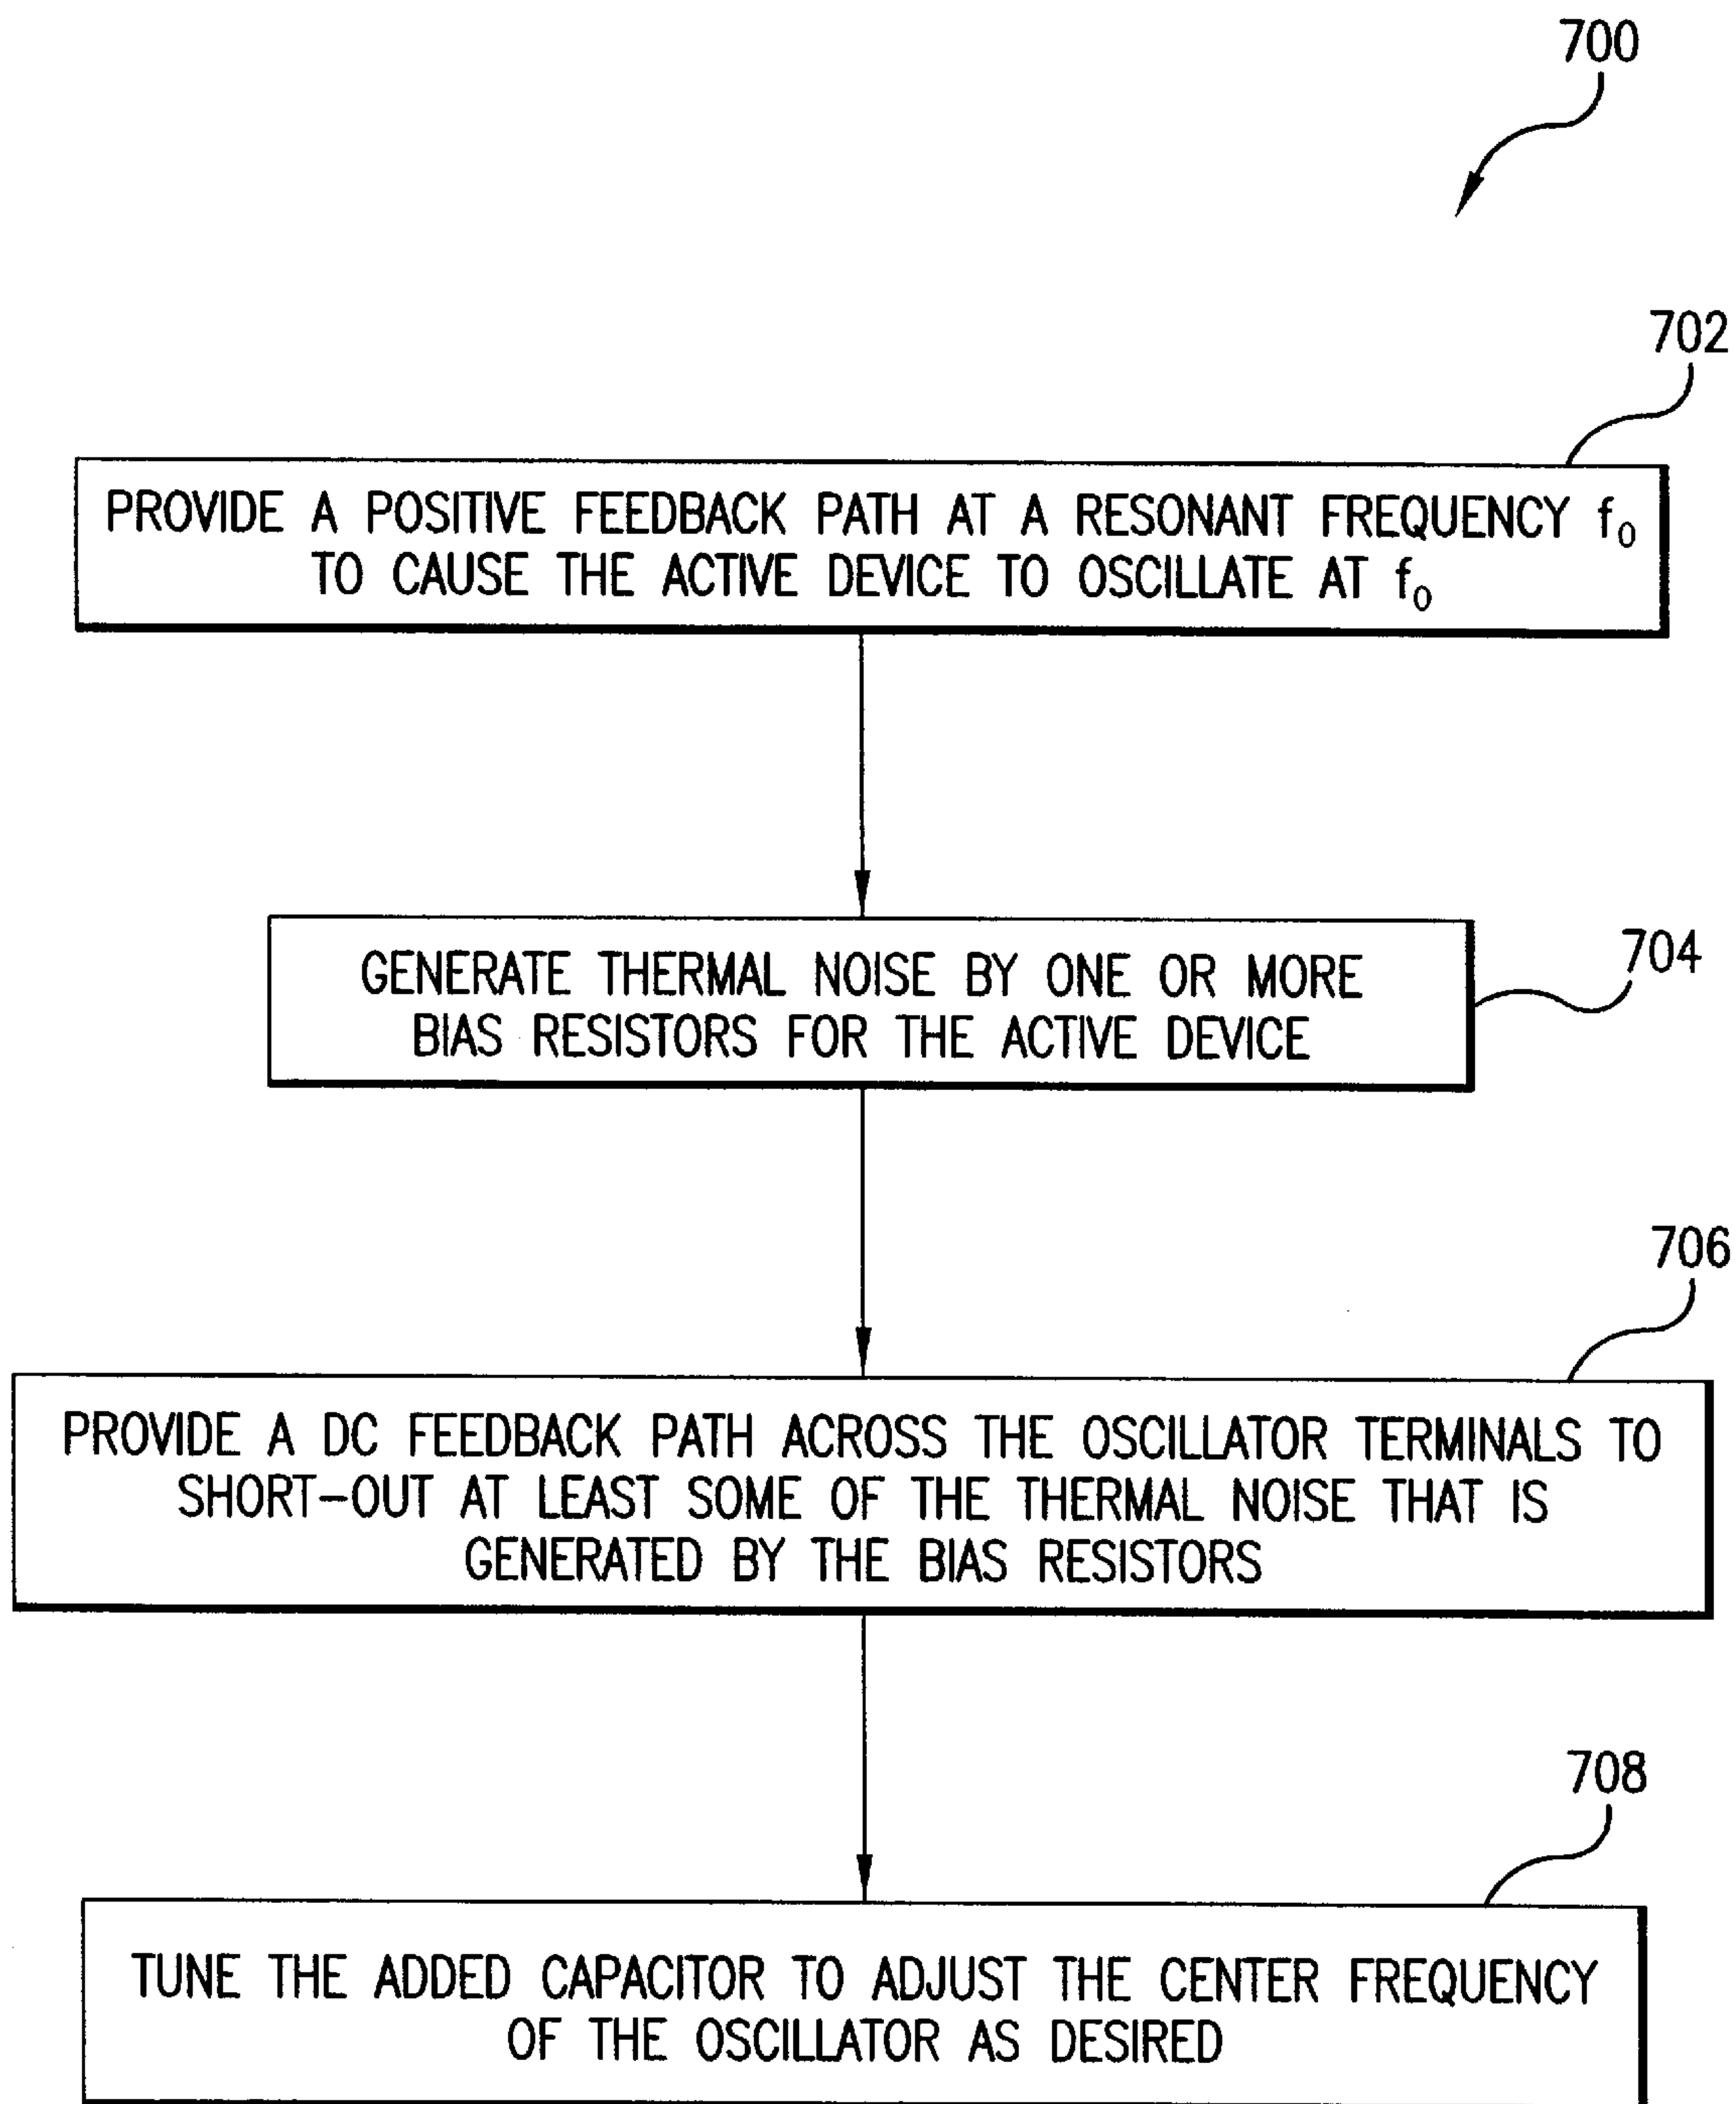 700
702
PROVIDE A POSITIVE FEEDBACK PATH AT A RESONANT FREQUENCY f₀
TO CAUSE THE ACTIVE DEVICE TO OSCILLATE AT f₀
704
GENERATE THERMAL NOISE BY ONE OR MORE
BIAS RESISTORS FOR THE ACTIVE DEVICE
706
PROVIDE A DC FEEDBACK PATH ACROSS THE OSCILLATOR TERMINALS TO
SHORT-OUT AT LEAST SOME OF THE THERMAL NOISE THAT IS
GENERATED BY THE BIAS RESISTORS
708
TUNE THE ADDED CAPACITOR TO ADJUST THE CENTER FREQUENCY
OF THE OSCILLATOR AS DESIRED